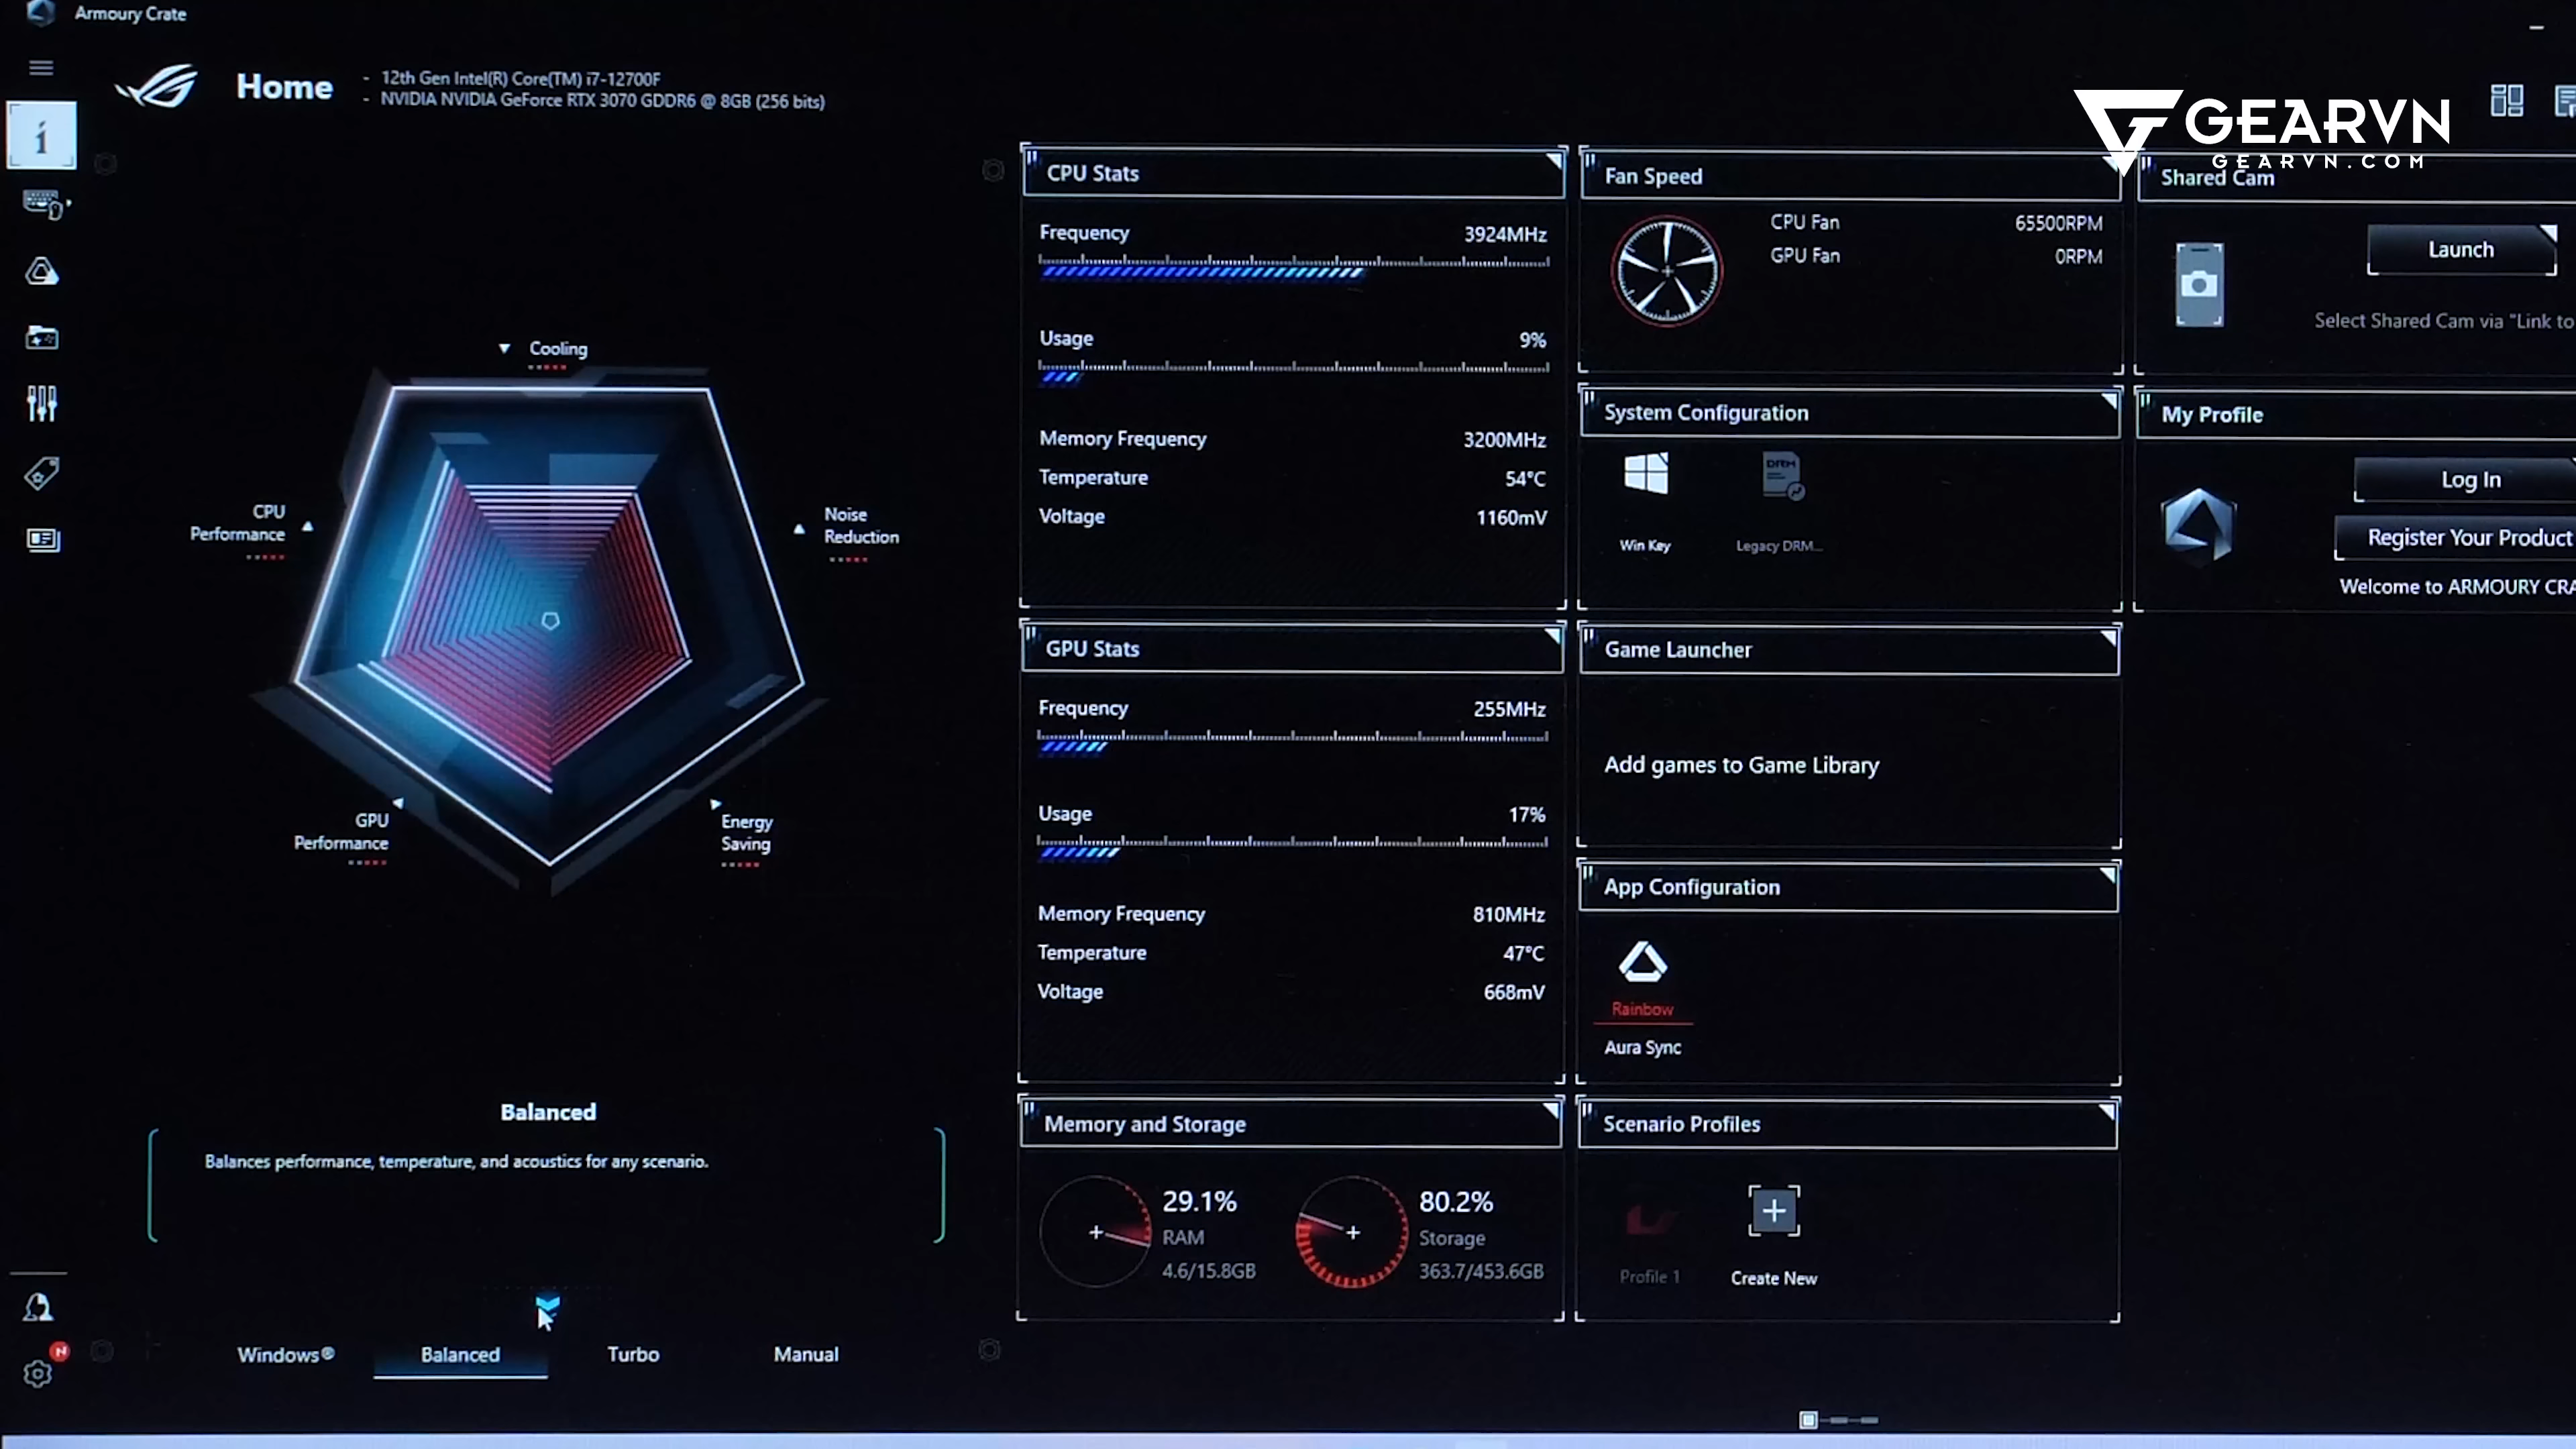 Armoury Crate
Home
- 12th Gen Intel(R) Core(TM) i7-12700F
- NVIDIA NVIDIA GeForce RTX 3070 GDDR6 @ 8GB (256 bits)
GEARVN
GEARVN.COM
i
Cooling
CPU
Performance
Noise
Reduction
GPU
Performance
Energy
Saving
Balanced
Balances performance, temperature, and acoustics for any scenario.
Windows®
Balanced
Turbo
Manual
N
CPU Stats
Frequency 3924MHz
Usage 9%
Memory Frequency 3200MHz
Temperature 54°C
Voltage 1160mV
GPU Stats
Frequency 255MHz
Usage 17%
Memory Frequency 810MHz
Temperature 47°C
Voltage 668mV
Memory and Storage
29.1%
RAM
4.6/15.8GB
80.2%
Storage
363.7/453.6GB
Fan Speed
CPU Fan 65500RPM
GPU Fan 0RPM
System Configuration
DRM
Win Key
Legacy DRM...
Game Launcher
Add games to Game Library
App Configuration
Rainbow
Aura Sync
Scenario Profiles
Profile 1
Create New
Shared Cam
Launch
Select Shared Cam via "Link to
My Profile
Log In
Register Your Product
Welcome to ARMOURY CRA